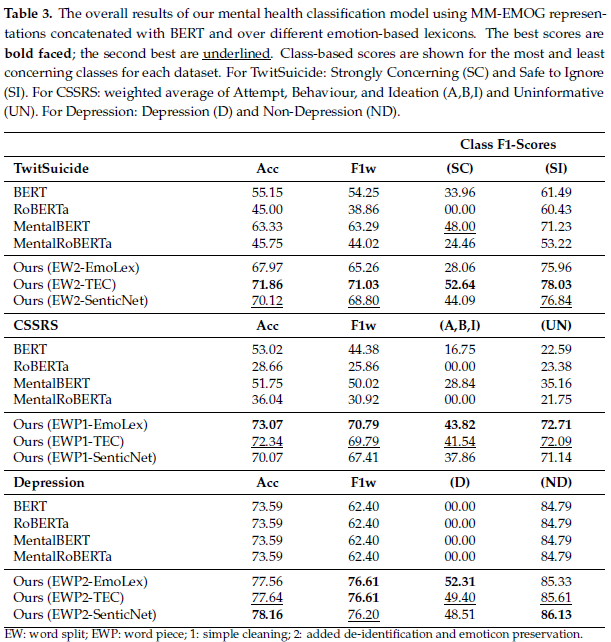 Table 3. The overall results of our mental health classification model using MM-EMOG represen-
tations concatenated with BERT and over different emotion-based lexicons. The best scores are
bold faced; the second best are underlined. Class-based scores are shown for the most and least
concerning classes for each dataset. For TwitSuicide: Strongly Concerning (SC) and Safe to Ignore
(SI). For CSSRS: weighted average of Attempt, Behaviour, and Ideation (A,B,I) and Uninformative
(UN). For Depression: Depression (D) and Non-Depression (ND).
Class F1-Scores
TwitSuicide Acc F1w (SC) (SI)
BERT 55.15 54.25 33.96 61.49
RoBERTa 45.00 38.86 00.00 60.43
MentalBERT 63.33 63.29 48.00 71.23
MentalRoBERTa 45.75 44.02 24.46 53.22
Ours (EW2-EmoLex) 67.97 65.26 28.06 75.96
Ours (EW2-TEC) 71.86 71.03 52.64 78.03
Ours (EW2-SenticNet) 70.12 68.80 44.09 76.84
CSSRS Acc F1w (A,B,I) (UN)
BERT 53.02 44.38 16.75 22.59
RoBERTa 28.66 25.86 00.00 23.38
MentalBERT 51.75 50.02 28.84 35.16
MentalRoBERTa 36.04 30.92 00.00 21.75
Ours (EWP1-EmoLex) 73.07 70.79 43.82 72.71
Ours (EWP1-TEC) 72.34 69.79 41.54 72.09
Ours (EWP1-SenticNet) 70.07 67.41 37.86 71.14
Depression Acc F1w (D) (ND)
BERT 73.59 62.40 00.00 84.79
RoBERTa 73.59 62.40 00.00 84.79
MentalBERT 73.59 62.40 00.00 84.79
MentalRoBERTa 73.59 62.40 00.00 84.79
Ours (EWP2-EmoLex) 77.56 76.61 52.31 85.33
Ours (EWP2-TEC) 77.64 76.61 49.40 85.61
Ours (EWP2-SenticNet) 78.16 76.20 48.51 86.13
EW: word split; EWP: word piece; 1: simple cleaning; 2: added de-identification and emoticon preservation.